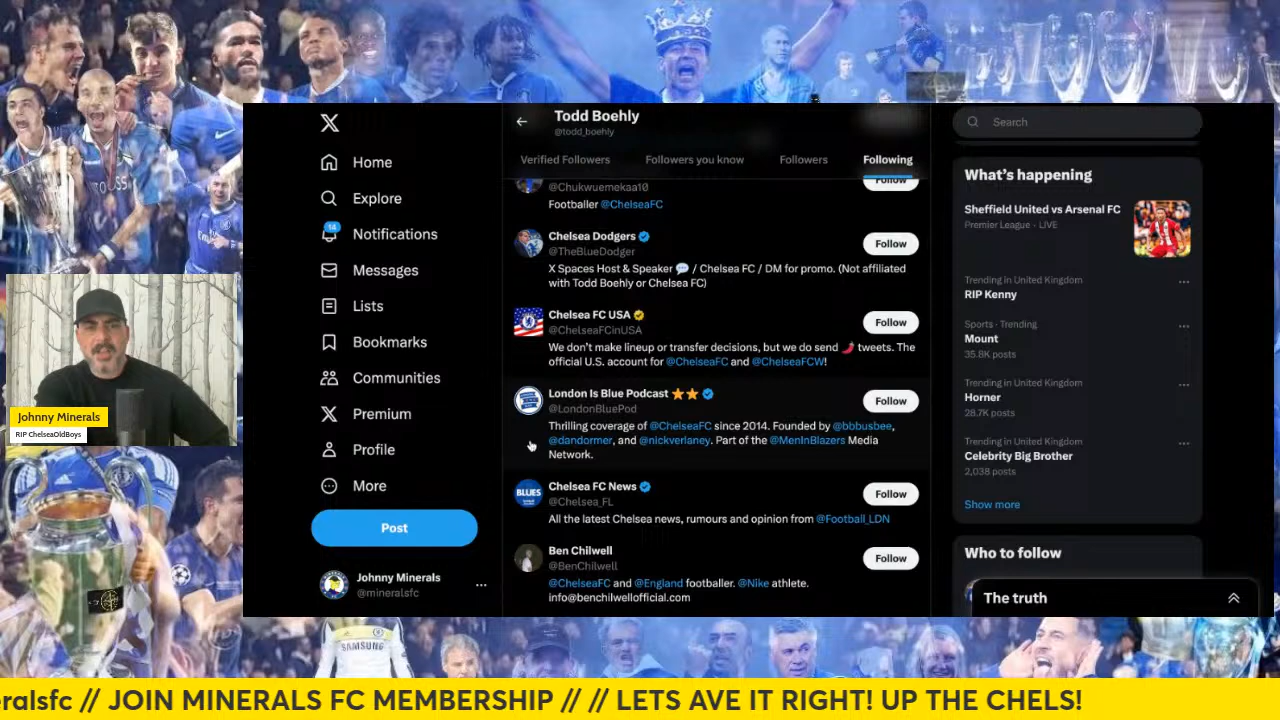 X
Home
Explore
14
Notifications
Messages
Lists
Bookmarks
Communities
Premium
Profile
More
Post
Johnny Minerals
@mineralsfc
Todd Boehly
@todd_boehly
Verified Followers
Followers you know
Followers
Following
@Chukwuemekaa10
Follow
Footballer @ChelseaFC
Chelsea Dodgers
@TheBlueDodger
Follow
X Spaces Host & Speaker 💬 / Chelsea FC / DM for promo. (Not affiliated
with Todd Boehly or Chelsea FC)
Chelsea FC USA
@ChelseaFCinUSA
Follow
We don't make lineup or transfer decisions, but we do send 🌶️ tweets. The
official U.S. account for @ChelseaFC and @ChelseaFCW!
London Is Blue Podcast ⭐⭐
@LondonBluePod
Follow
Thrilling coverage of @ChelseaFC since 2014. Founded by @bbbusbee,
@dandormer, and @nickverlaney. Part of the @MenInBlazers Media
Network.
BLUES
Chelsea FC News
@Chelsea_FL
Follow
All the latest Chelsea news, rumours and opinion from @Football_LDN
Ben Chilwell
@BenChilwell
Follow
@ChelseaFC and @England footballer. @Nike athlete.
info@benchilwellofficial.com
Search
What's happening
Sheffield United vs Arsenal FC
Premier League · LIVE
Trending in United Kingdom
RIP Kenny
Sports · Trending
Mount
35.8K posts
Trending in United Kingdom
Horner
28.7K posts
Trending in United Kingdom
Celebrity Big Brother
2,038 posts
Show more
Who to follow
The truth
Johnny Minerals
RIP ChelseaOldBoys
SAMSUNG
eralsfc // JOIN MINERALS FC MEMBERSHIP // // LETS AVE IT RIGHT! UP THE CHELS!